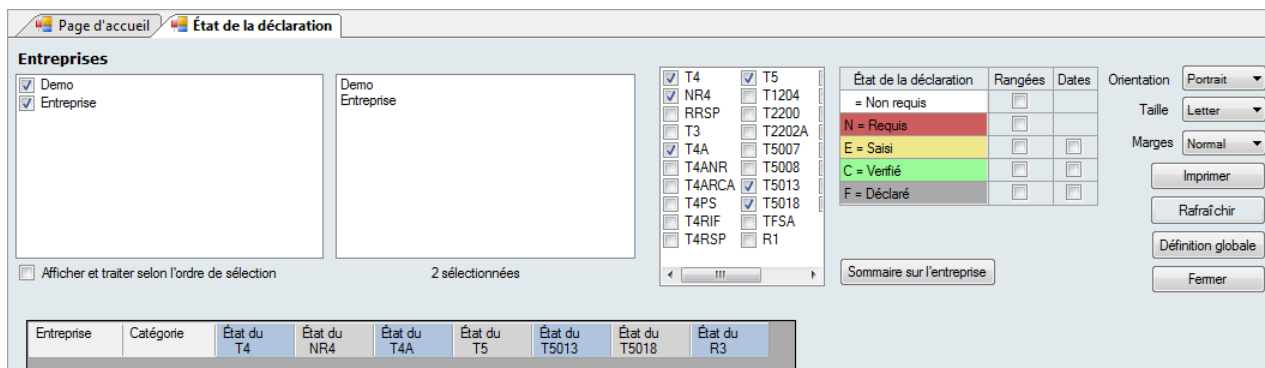 Page d'accueil
État de la déclaration
Entreprises
Demo
Entreprise
Demo
Entreprise
Afficher et traiter selon l'ordre de sélection
2 sélectionnées
T4
NR4
RRSP
T3
T4A
T4ANR
T4ARCA
T4PS
T4RIF
T4RSP
T5
T1204
T2200
T2202A
T5007
T5008
T5013
T5018
TFSA
R1
État de la déclaration Rangées Dates
= Non requis
N = Requis
E = Saisi
C = Verifié
F = Déclaré
Sommaire sur l'entreprise
Orientation Portrait
Taille Letter
Marges Normal
Imprimer
Rafraîchir
Définition globale
Fermer
Entreprise
Catégorie
État du T4
État du NR4
État du T4A
État du T5
État du T5013
État du T5018
État du R3